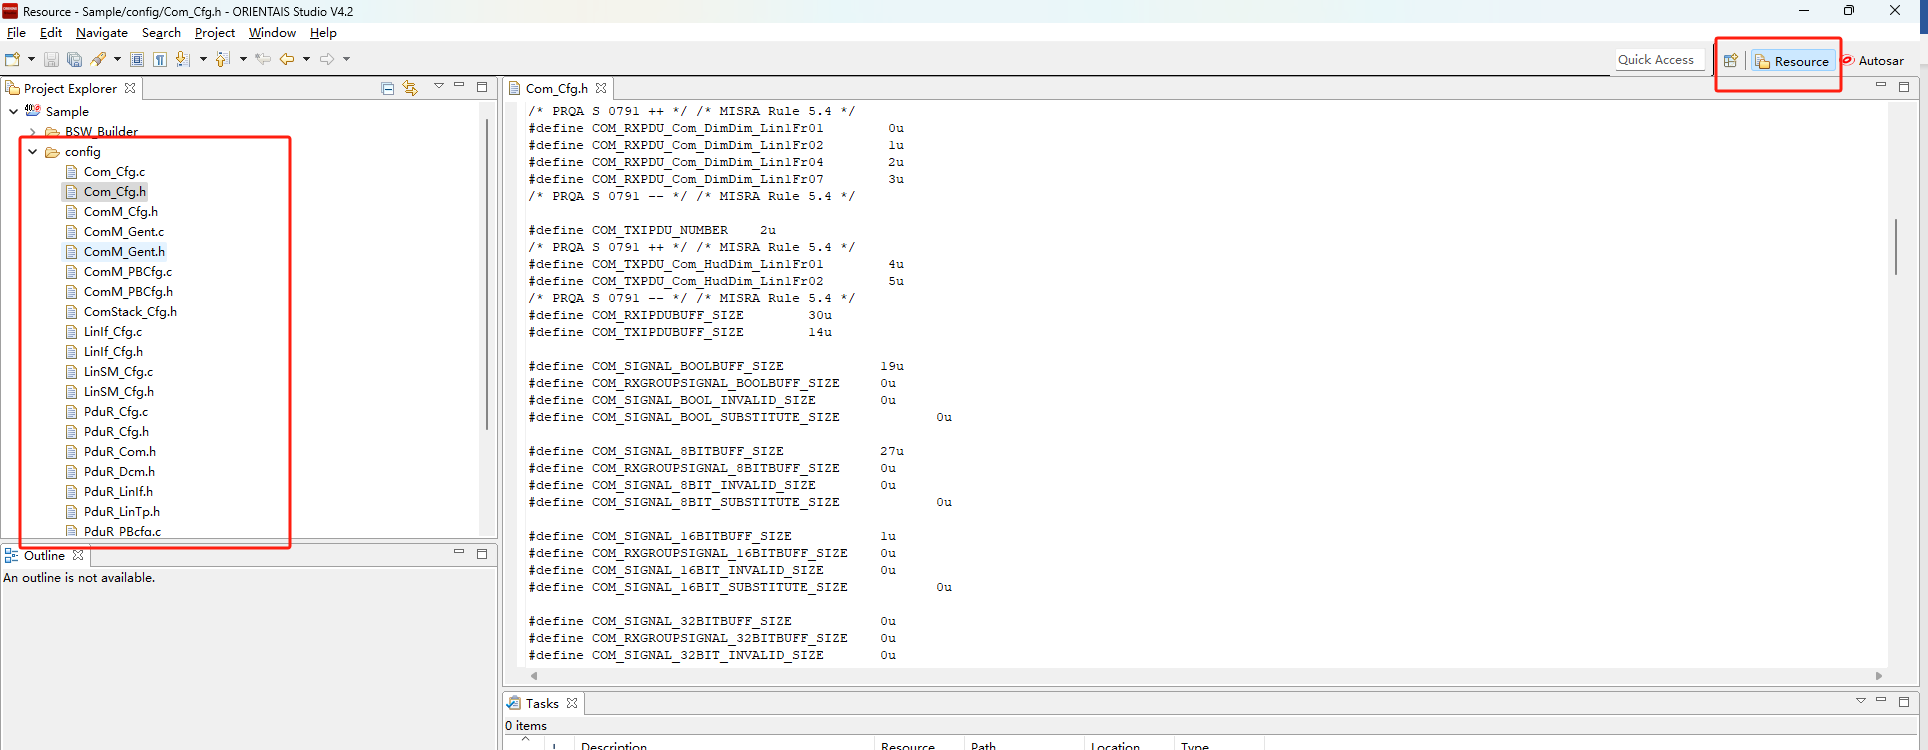 Resource - Sample/config/Com_Cfg.h - ORIENTAIS Studio V4.2
File Edit Navigate Search Project Window Help
Quick Access
Resource
Autosar
Project Explorer
Sample
BSW_Builder
config
Com_Cfg.c
Com_Cfg.h
ComM_Cfg.h
ComM_Gent.c
ComM_Gent.h
ComM_PBCfg.c
ComM_PBCfg.h
ComStack_Cfg.h
LinIf_Cfg.c
LinIf_Cfg.h
LinSM_Cfg.c
LinSM_Cfg.h
PduR_Cfg.c
PduR_Cfg.h
PduR_Com.h
PduR_Dcm.h
PduR_LinIf.h
PduR_LinTp.h
PduR_PBcfg.c
Outline
An outline is not available.
Com_Cfg.h
/* PRQA S 0791 ++ */ /* MISRA Rule 5.4 */
#define COM_RXPDU_Com_DimDim_Lin1Fr01 0u
#define COM_RXPDU_Com_DimDim_Lin1Fr02 1u
#define COM_RXPDU_Com_DimDim_Lin1Fr04 2u
#define COM_RXPDU_Com_DimDim_Lin1Fr07 3u
/* PRQA S 0791 -- */ /* MISRA Rule 5.4 */
#define COM_TXIPDU_NUMBER 2u
/* PRQA S 0791 ++ */ /* MISRA Rule 5.4 */
#define COM_TXPDU_Com_HudDim_Lin1Fr01 4u
#define COM_TXPDU_Com_HudDim_Lin1Fr02 5u
/* PRQA S 0791 -- */ /* MISRA Rule 5.4 */
#define COM_RXIPDUBUFF_SIZE 30u
#define COM_TXIPDUBUFF_SIZE 14u
#define COM_SIGNAL_BOOLBUFF_SIZE 19u
#define COM_RXGROUPSIGNAL_BOOLBUFF_SIZE 0u
#define COM_SIGNAL_BOOL_INVALID_SIZE 0u
#define COM_SIGNAL_BOOL_SUBSTITUTE_SIZE 0u
#define COM_SIGNAL_8BITBUFF_SIZE 27u
#define COM_RXGROUPSIGNAL_8BITBUFF_SIZE 0u
#define COM_SIGNAL_8BIT_INVALID_SIZE 0u
#define COM_SIGNAL_8BIT_SUBSTITUTE_SIZE 0u
#define COM_SIGNAL_16BITBUFF_SIZE 1u
#define COM_RXGROUPSIGNAL_16BITBUFF_SIZE 0u
#define COM_SIGNAL_16BIT_INVALID_SIZE 0u
#define COM_SIGNAL_16BIT_SUBSTITUTE_SIZE 0u
#define COM_SIGNAL_32BITBUFF_SIZE 0u
#define COM_RXGROUPSIGNAL_32BITBUFF_SIZE 0u
#define COM_SIGNAL_32BIT_INVALID_SIZE 0u
Tasks
0 items
! Description Resource Path Location Type